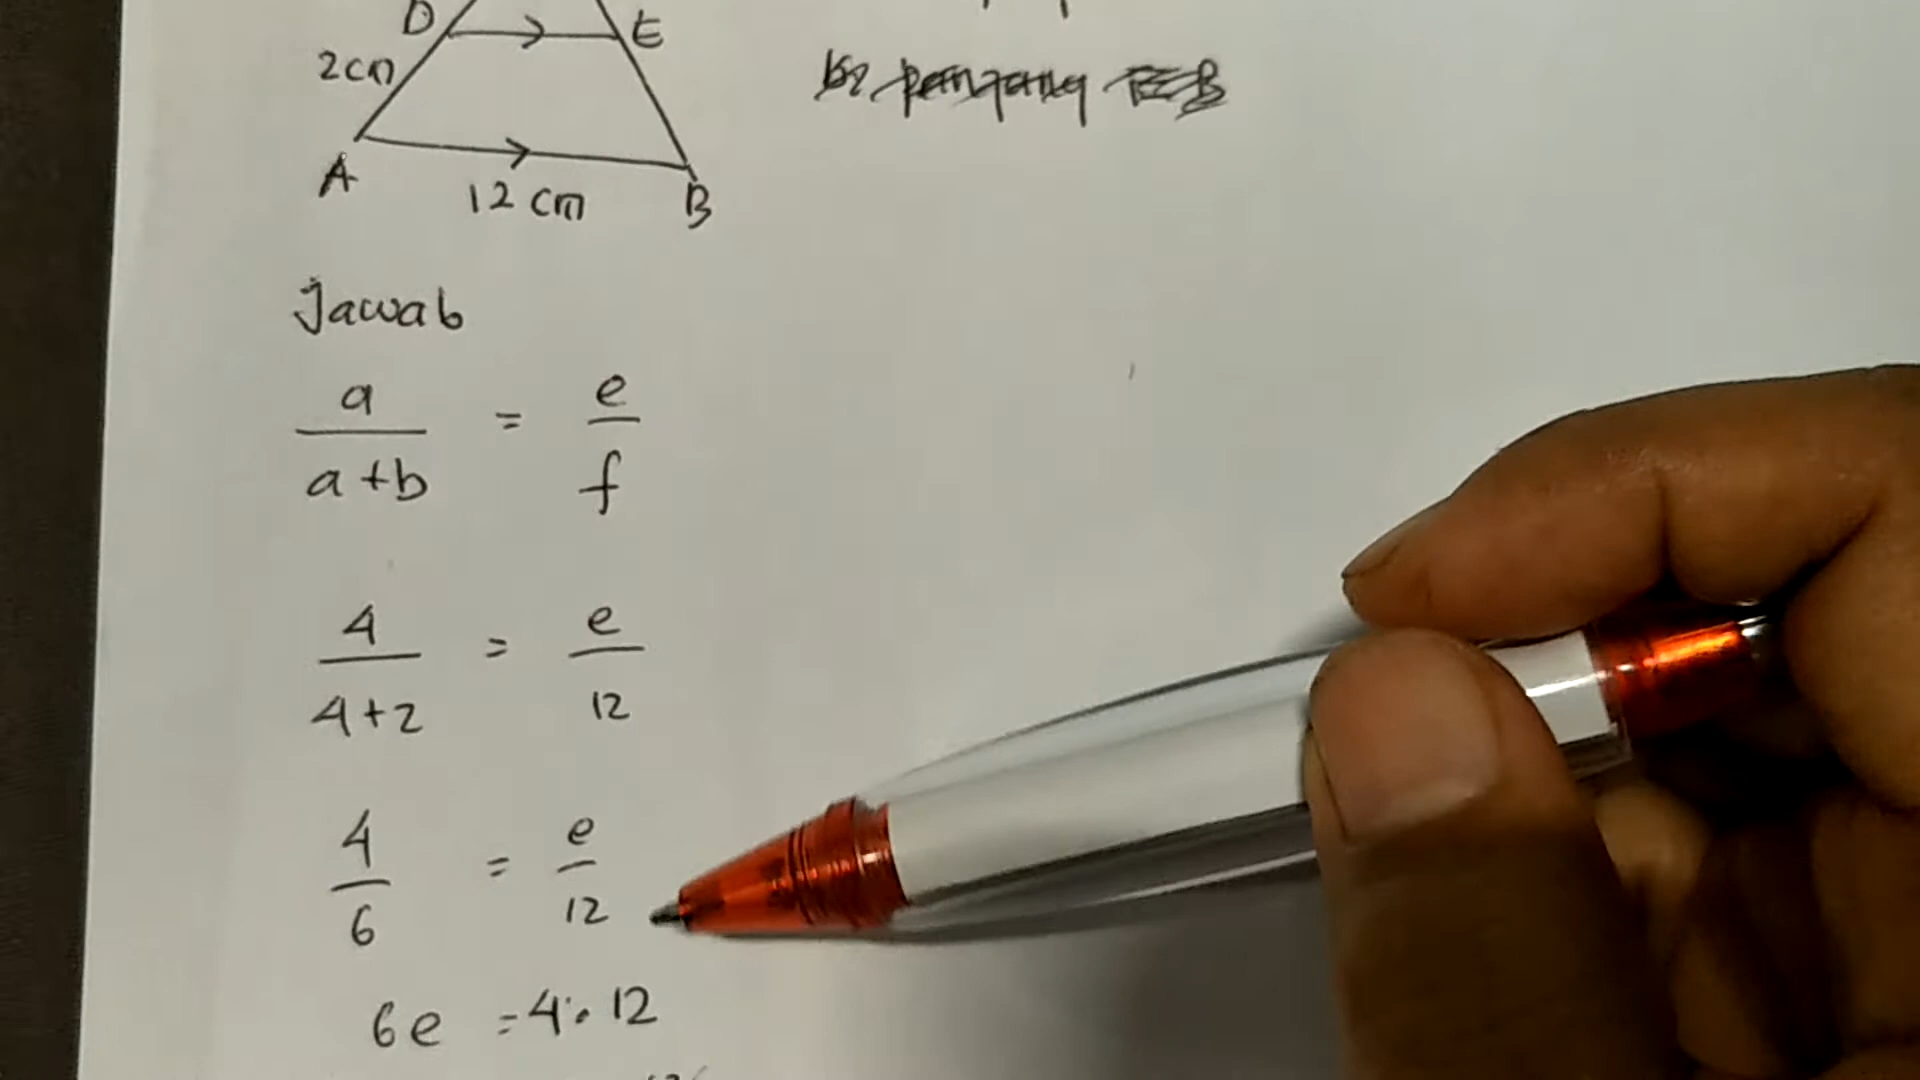 D E
2cm
A 12 cm B
Jawab
a = e
a+b f
4 = e
4+2 12
4 = e
6 12
6e = 4 . 12